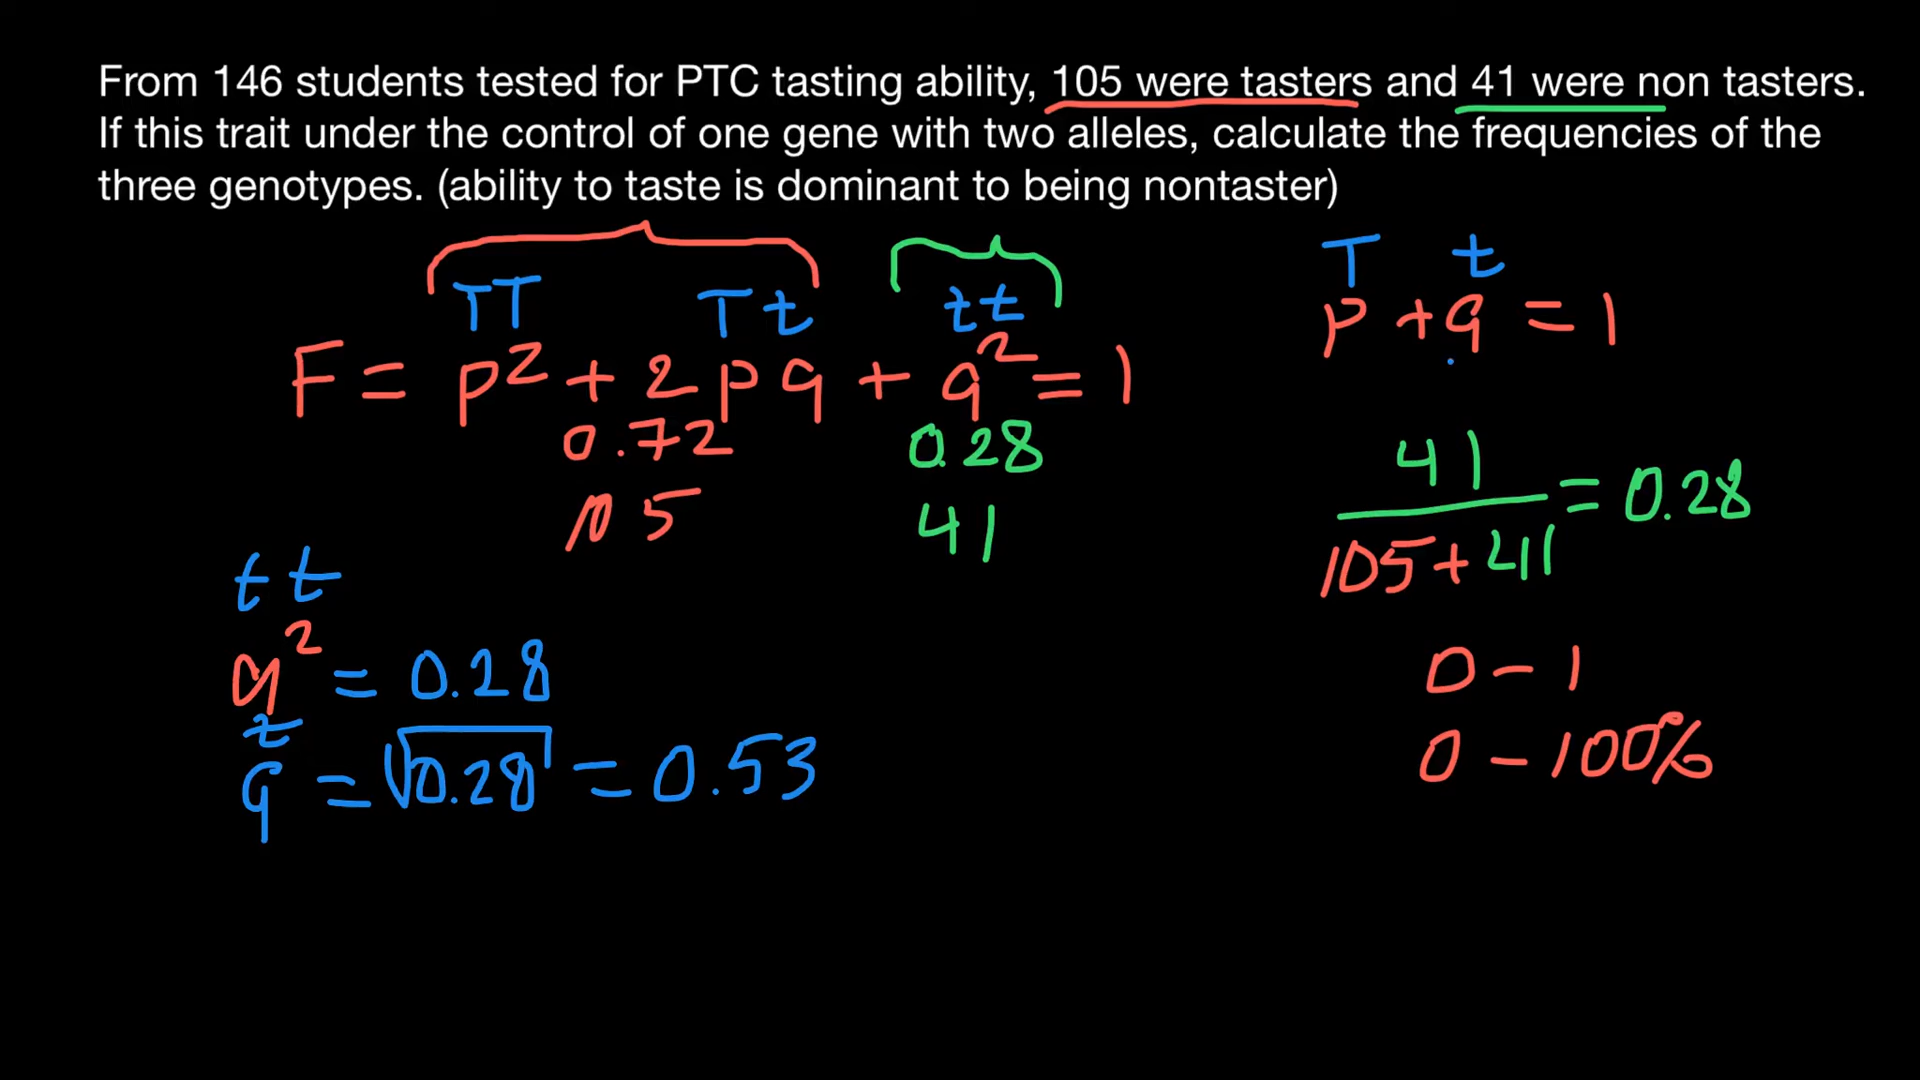 From 146 students tested for PTC tasting ability, 105 were tasters and 41 were non tasters.
If this trait under the control of one gene with two alleles, calculate the frequencies of the
three genotypes. (ability to taste is dominant to being nontaster)
T t
p + q = 1
TT Tt tt
F = p² + 2pq + q² = 1
0.72 0.28
105 41
41 / 105 + 41 = 0.28
tt
q² = 0.28
t
q = √0.28 = 0.53
0 - 1
0 - 100%